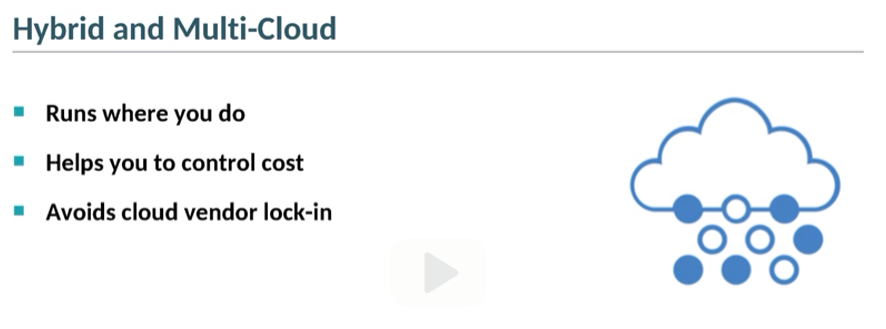 Hybrid and Multi-Cloud
Runs where you do
Helps you to control cost
Avoids cloud vendor lock-in